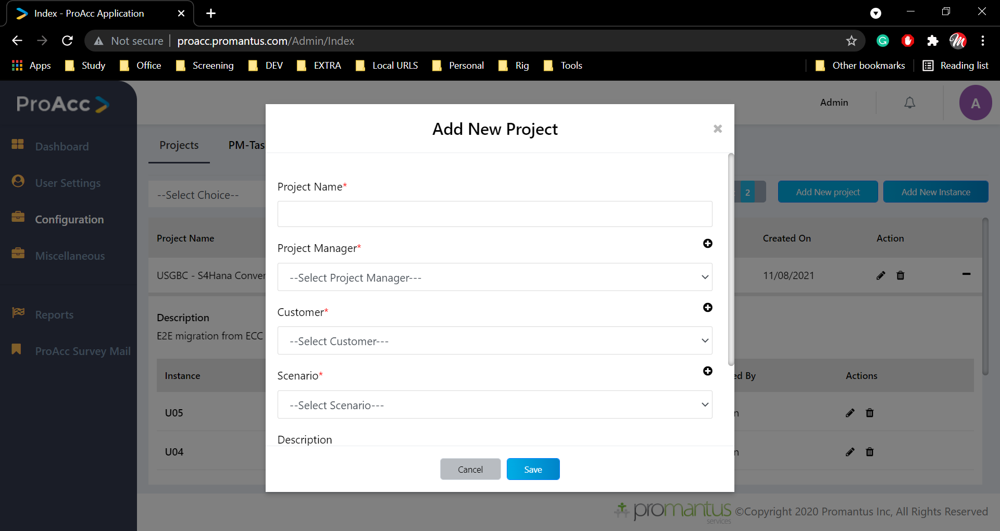 Index - ProAcc Application
Not secure | proacc.promantus.com/Admin/Index
Apps Study Office Screening DEV EXTRA Local URLS Personal Rig Tools Other bookmarks Reading list
ProAcc
Admin
A
Dashboard
User Settings
Configuration
Miscellaneous
Reports
ProAcc Survey Mail
Projects PM-Tas
--Select Choice--
2
Add New project
Add New Instance
Project Name Created On Action
USGBC - S4Hana Conver 11/08/2021
Description
E2E migration from ECC
Instance ed By Actions
U05 n
U04 n
Add New Project
Project Name*
Project Manager*
--Select Project Manager---
Customer*
--Select Customer---
Scenario*
--Select Scenario---
Description
Cancel Save
promantus
services
©Copyright 2020 Promantus Inc, All Rights Reserved